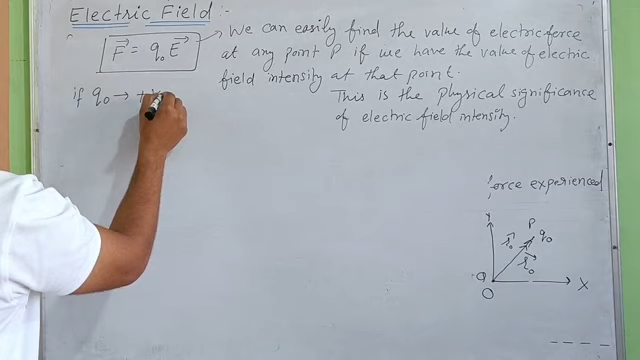 Electric Field :-
F⃗ = q₀ E⃗
We can easily find the value of electric force
at any point P if we have the value of electric
field intensity at that point.
This is the physical significance
of electric field intensity.
if q₀ →
force experienced
Y
P
q₀
r⃗₀
Q
O
X